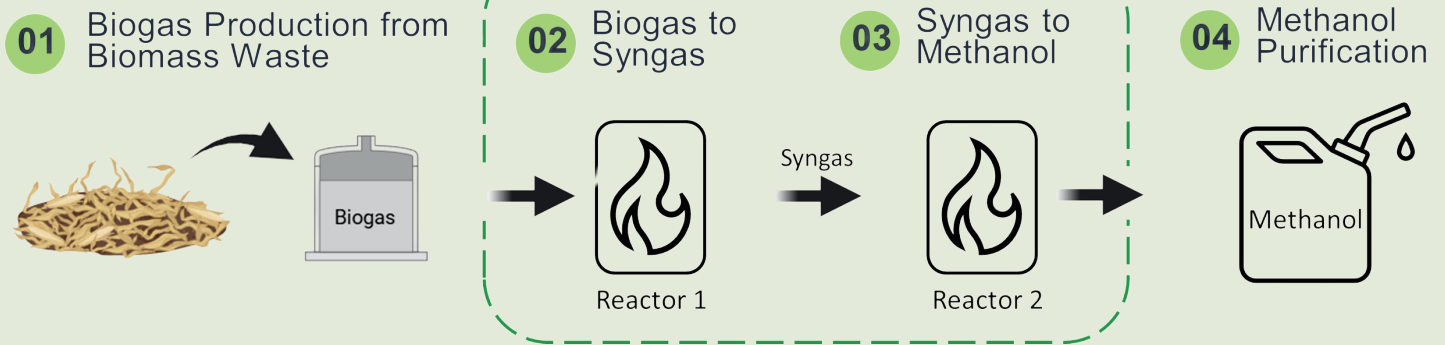 01
Biogas Production from
Biomass Waste
02
Biogas to
Syngas
03
Syngas to
Methanol
04
Methanol
Purification
Biogas
Syngas
Methanol
Reactor 1
Reactor 2